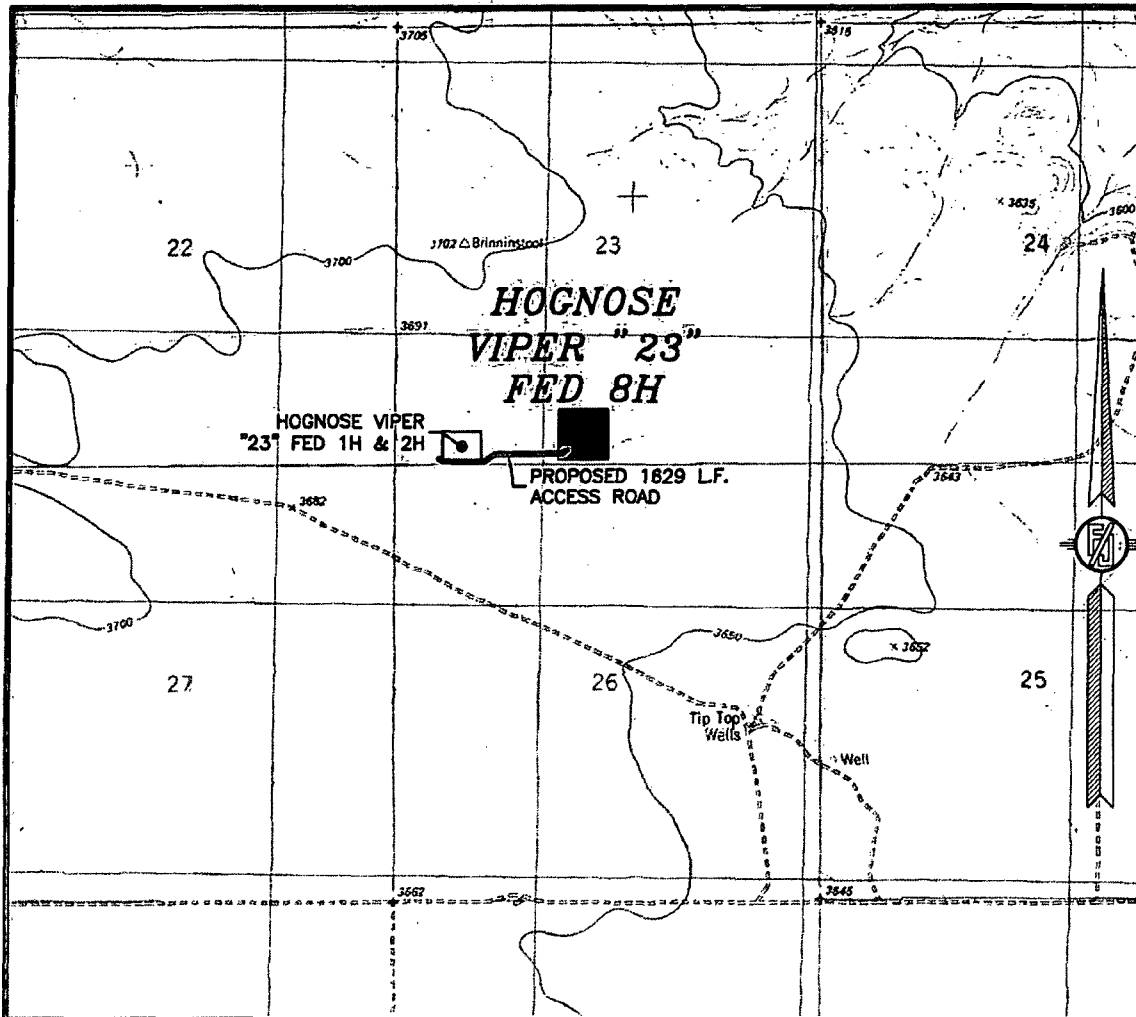 3705
3515
3635
3600
22
3702 Brinninstool
23
24
3700
HOGNOSE
VIPER "23"
FED 8H
3691
HOGNOSE VIPER
"23" FED 1H & 2H
PROPOSED 1629 L.F.
ACCESS ROAD
3643
3682
3700
3650
3652
27
26
25
Tip Top
Wells
Well
3662
3645